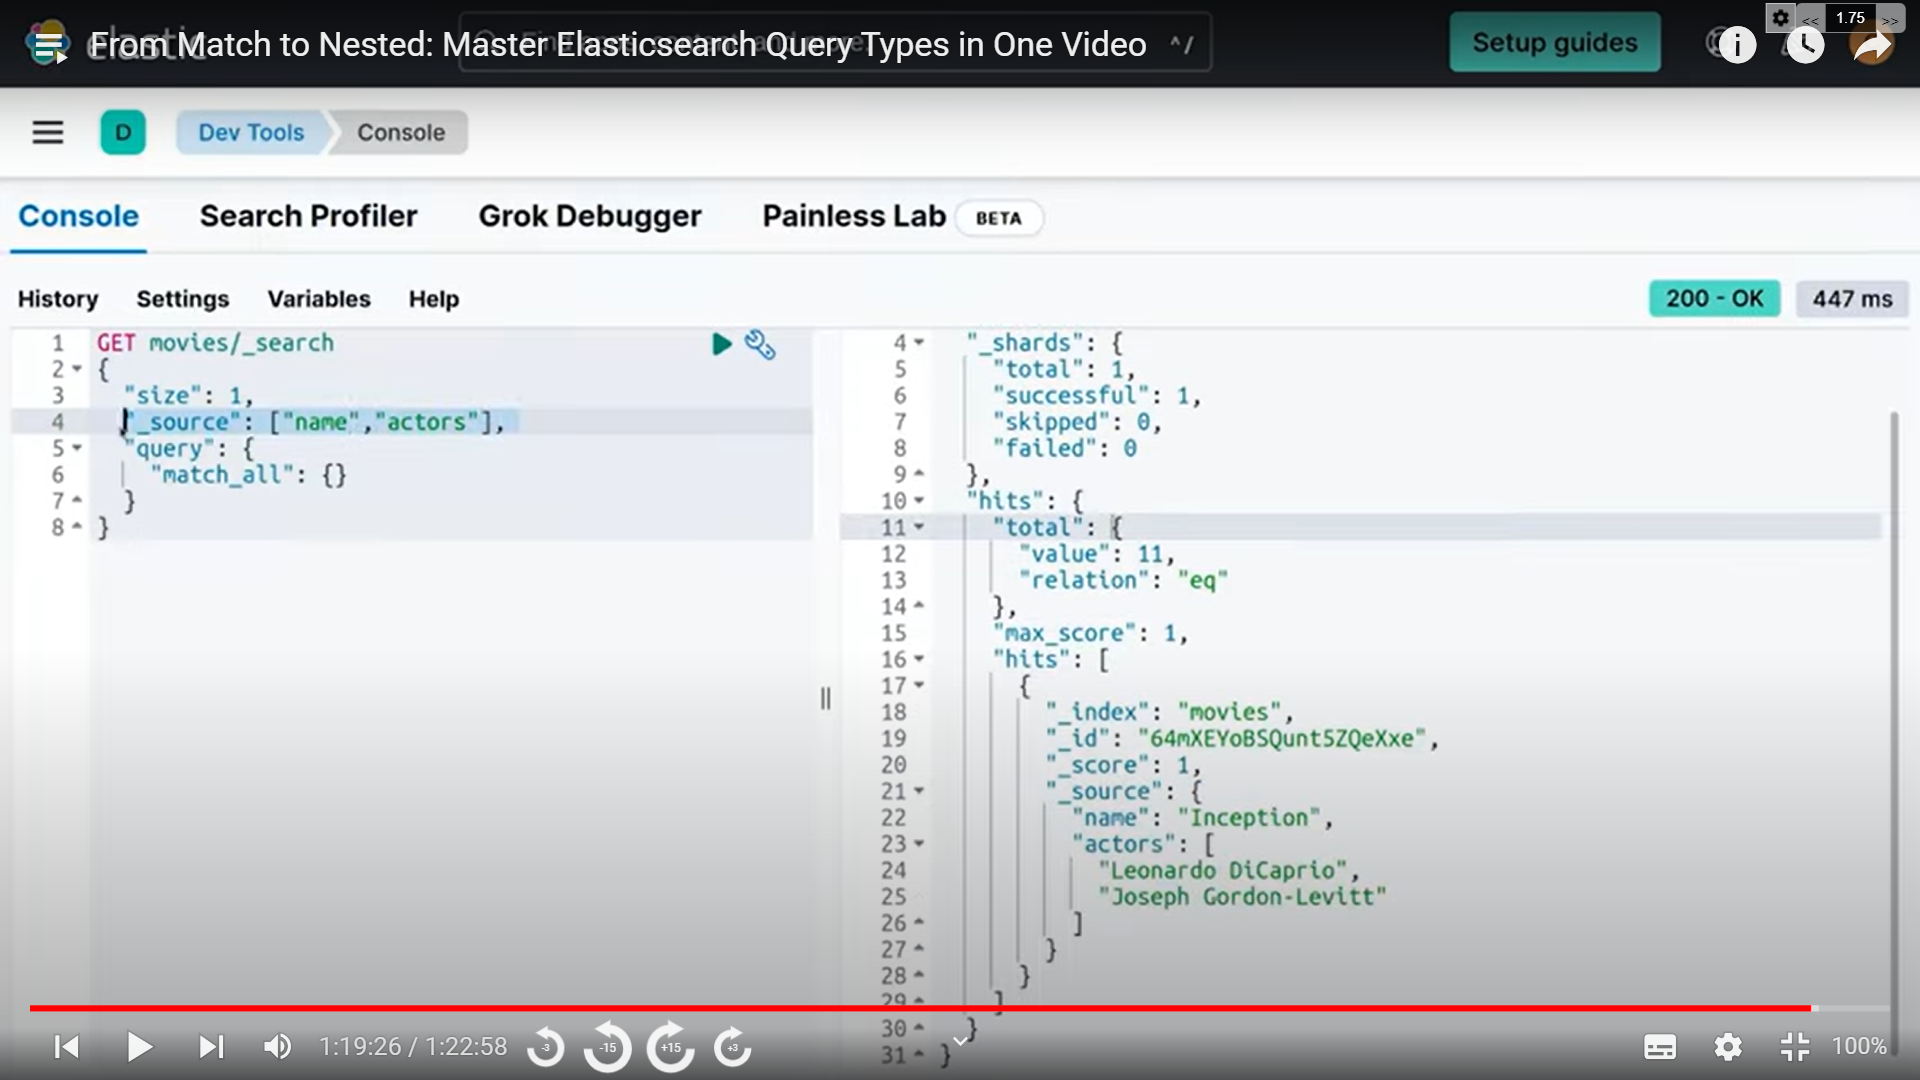 1.75
<< >>
elastic
From Match to Nested: Master Elasticsearch Query Types in One Video
^/
Setup guides
D
Dev Tools
Console
Console
Search Profiler
Grok Debugger
Painless Lab
BETA
History
Settings
Variables
Help
200 - OK
447 ms
1 GET movies/_search
2 {
3 "size": 1,
4 "_source": ["name","actors"],
5 "query": {
6 "match_all": {}
7 }
8 }
4 "_shards": {
5 "total": 1,
6 "successful": 1,
7 "skipped": 0,
8 "failed": 0
9 },
10 "hits": {
11 "total": {
12 "value": 11,
13 "relation": "eq"
14 },
15 "max_score": 1,
16 "hits": [
17 {
18 "_index": "movies",
19 "_id": "64mXEYoBSQunt5ZQeXxe",
20 "_score": 1,
21 "_source": {
22 "name": "Inception",
23 "actors": [
24 "Leonardo DiCaprio",
25 "Joseph Gordon-Levitt"
26 ]
27 }
28 }
29 ]
30 }
31 }
1:19:26 / 1:22:58
-3
-15
+15
+3
100%